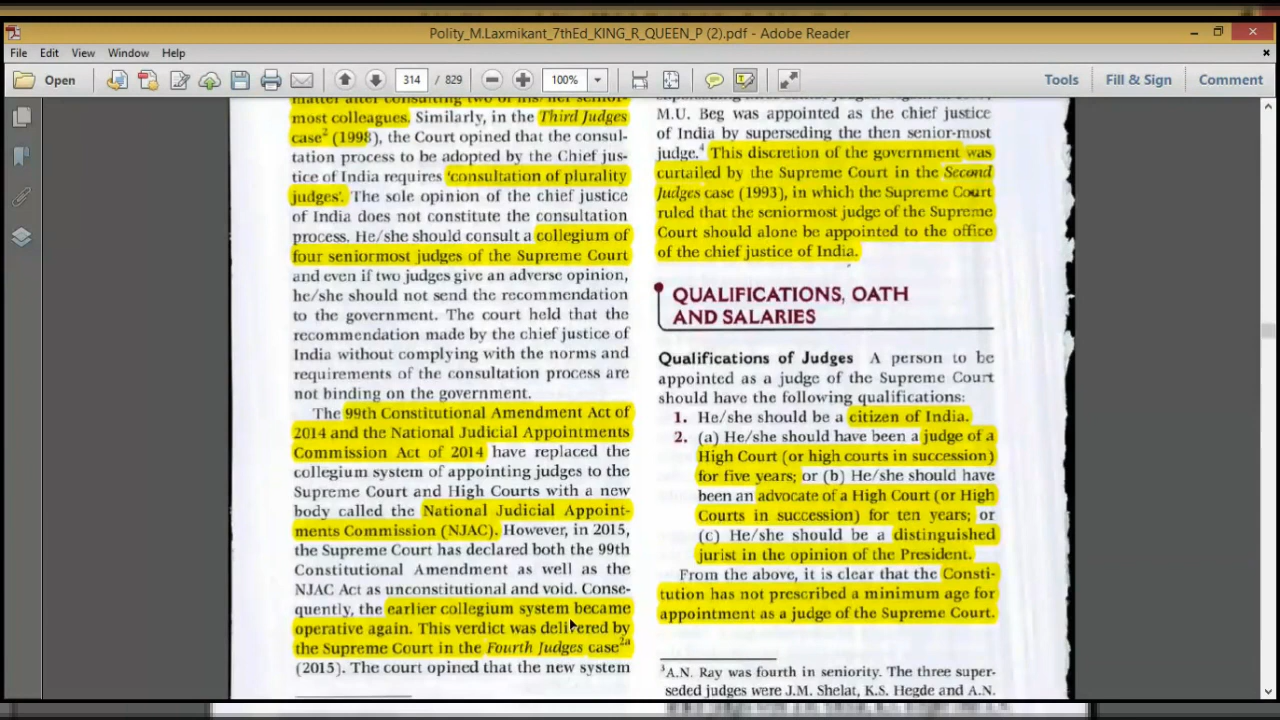 Polity_M.Laxmikant_7thEd_KING_R_QUEEN_P (2).pdf - Adobe Reader
File Edit View Window Help
Open 314 / 829 100% Tools Fill & Sign Comment
matter after consulting two of his/her senior-
most colleagues. Similarly, in the Third Judges
case² (1998), the Court opined that the consul-
tation process to be adopted by the Chief jus-
tice of India requires 'consultation of plurality
judges'. The sole opinion of the chief justice
of India does not constitute the consultation
process. He/she should consult a collegium of
four seniormost judges of the Supreme Court
and even if two judges give an adverse opinion,
he/she should not send the recommendation
to the government. The court held that the
recommendation made by the chief justice of
India without complying with the norms and
requirements of the consultation process are
not binding on the government.
The 99th Constitutional Amendment Act of
2014 and the National Judicial Appointments
Commission Act of 2014 have replaced the
collegium system of appointing judges to the
Supreme Court and High Courts with a new
body called the National Judicial Appoint-
ments Commission (NJAC). However, in 2015,
the Supreme Court has declared both the 99th
Constitutional Amendment as well as the
NJAC Act as unconstitutional and void. Conse-
quently, the earlier collegium system became
operative again. This verdict was delivered by
the Supreme Court in the Fourth Judges case²ᵃ
(2015). The court opined that the new system
M.U. Beg was appointed as the chief justice
of India by superseding the then senior-most
judge.⁴ This discretion of the government was
curtailed by the Supreme Court in the Second
Judges case (1993), in which the Supreme Court
ruled that the seniormost judge of the Supreme
Court should alone be appointed to the office
of the chief justice of India.
QUALIFICATIONS, OATH
AND SALARIES
Qualifications of Judges A person to be
appointed as a judge of the Supreme Court
should have the following qualifications:
1. He/she should be a citizen of India.
2. (a) He/she should have been a judge of a
High Court (or high courts in succession)
for five years; or (b) He/she should have
been an advocate of a High Court (or High
Courts in succession) for ten years; or
(c) He/she should be a distinguished
jurist in the opinion of the President.
From the above, it is clear that the Consti-
tution has not prescribed a minimum age for
appointment as a judge of the Supreme Court.
³A.N. Ray was fourth in seniority. The three super-
seded judges were J.M. Shelat, K.S. Hegde and A.N.